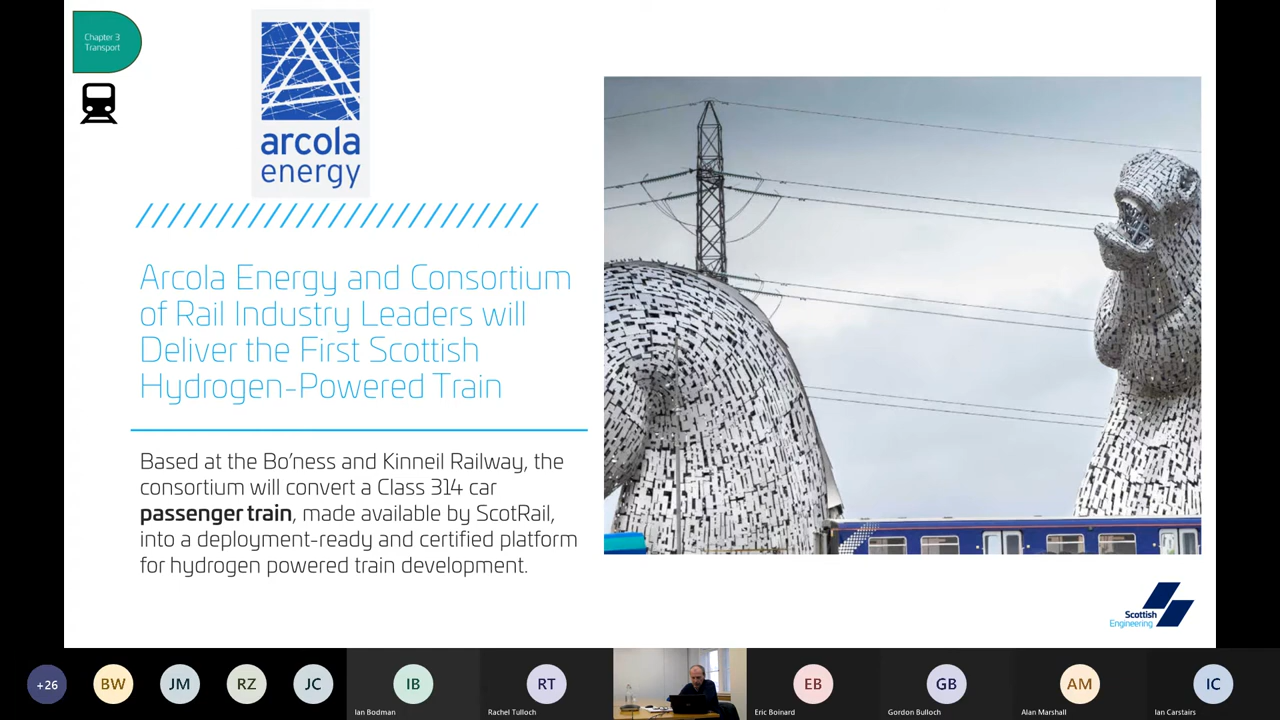 Chapter 3
Transport
arcola
energy
Arcola Energy and Consortium
of Rail Industry Leaders will
Deliver the First Scottish
Hydrogen-Powered Train
Based at the Bo'ness and Kinneil Railway, the
consortium will convert a Class 314 car
passenger train, made available by ScotRail,
into a deployment-ready and certified platform
for hydrogen powered train development.
Scottish
Engineering
+26
BW
JM
RZ
JC
IB
RT
EB
GB
AM
IC
Ian Bodman
Rachel Tulloch
Eric Boinard
Gordon Bulloch
Alan Marshall
Ian Carstairs